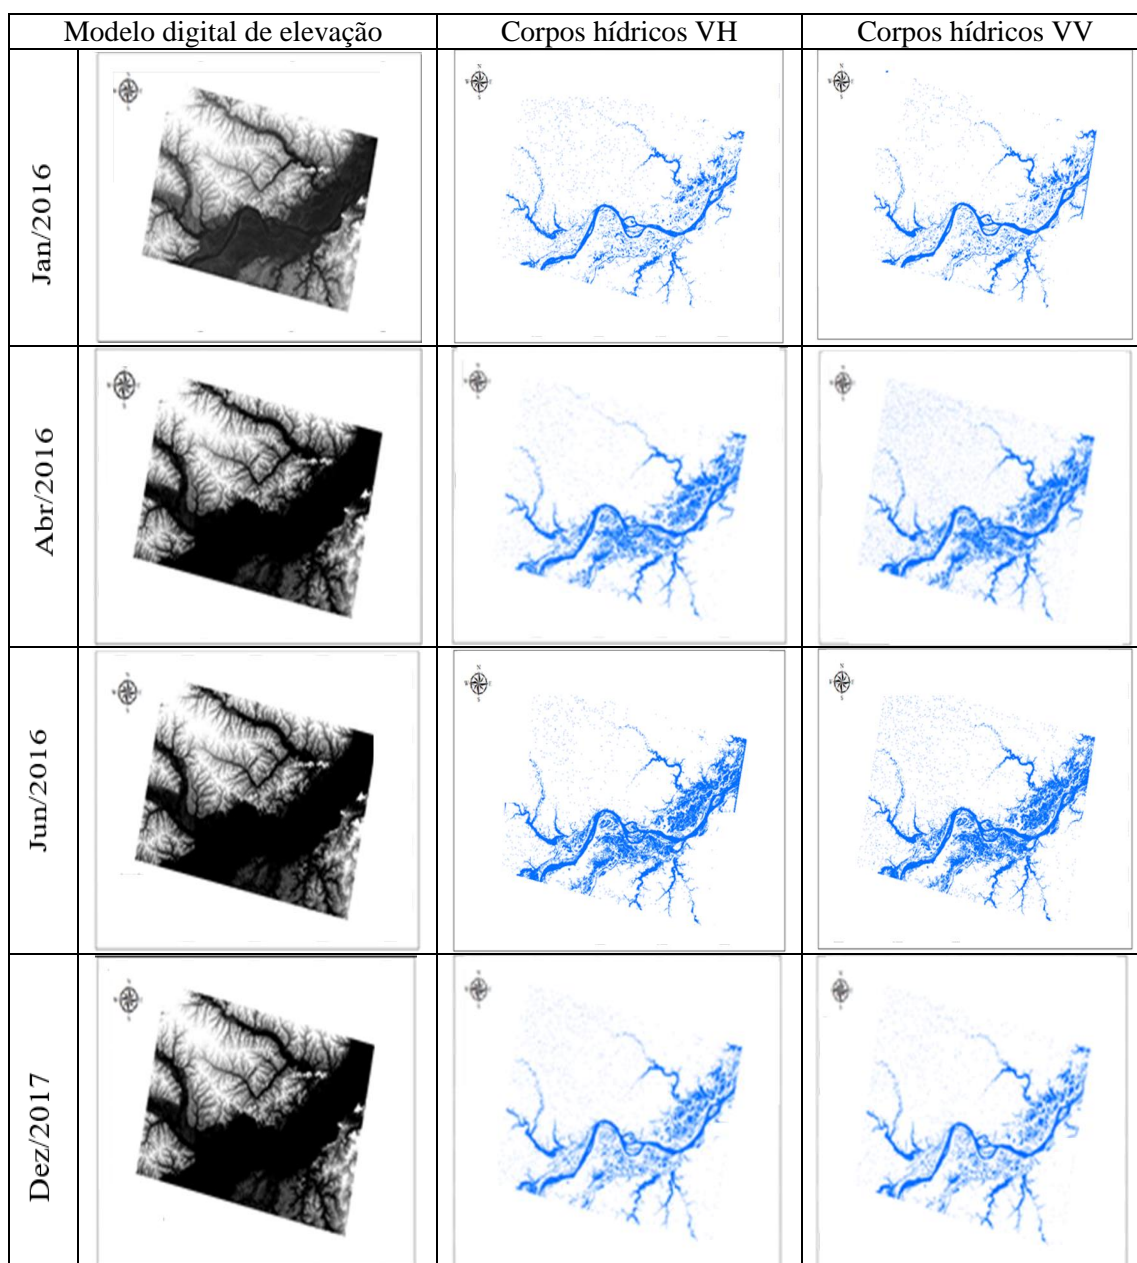 Modelo digital de elevação
Corpos hídricos VH
Corpos hídricos VV
Jan/2016
Abr/2016
Jun/2016
Dez/2017